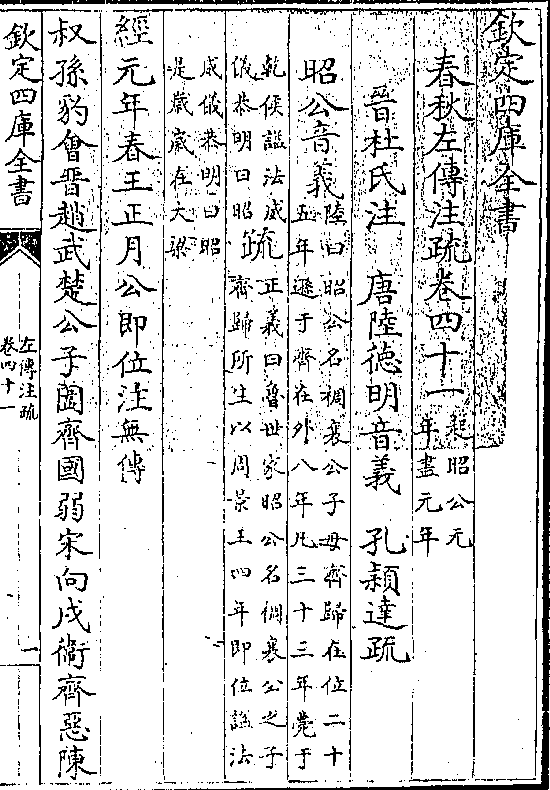 欽定四庫全書
春秋左傳注疏卷四十一
起昭公元
年盡元年
晉杜氏注　唐陸德明音義　孔穎達疏
昭公音義
陸曰昭公名裯襄公子母齊歸在位二十
五年遜于齊在外八年凡三十三年薨于
乾侯諡法威
儀恭明曰昭
疏
正義曰魯世家昭公名裯襄公之子
齊歸所生以周景王四年即位諡法
威儀恭明曰昭
是歲歲在大梁
經元年春王正月公即位注無傳
叔孫豹會晉趙武楚公子圍齊國弱宋向戌衛齊惡陳
欽定四庫全書
左傳注疏
卷四十一
一